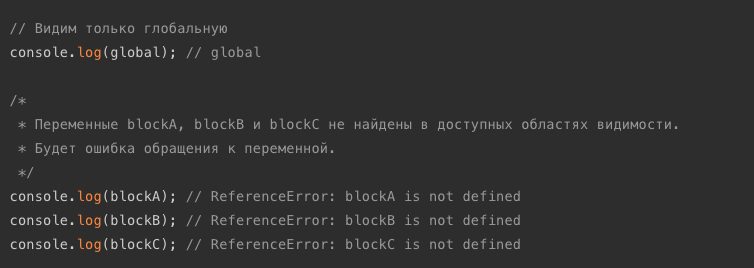 // Видим только глобальную
console.log(global); // global
/*
* Переменные blockA, blockB и blockC не найдены в доступных областях видимости.
* Будет ошибка обращения к переменной.
*/
console.log(blockA); // ReferenceError: blockA is not defined
console.log(blockB); // ReferenceError: blockB is not defined
console.log(blockC); // ReferenceError: blockC is not defined